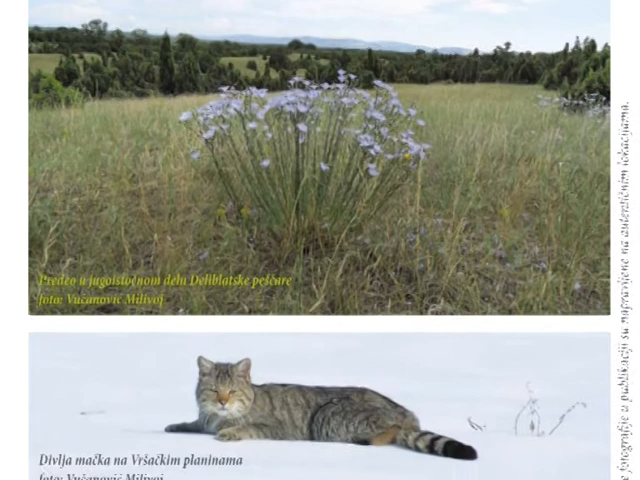 Predeo u jugoistočnom delu Deliblatske peščare
foto: Vučanović Milivoj
Divlja mačka na Vršačkim planinama
foto: Vučanović Milivoj
fotografije u publikaciji su napravljene na autentičnim lokacijama.